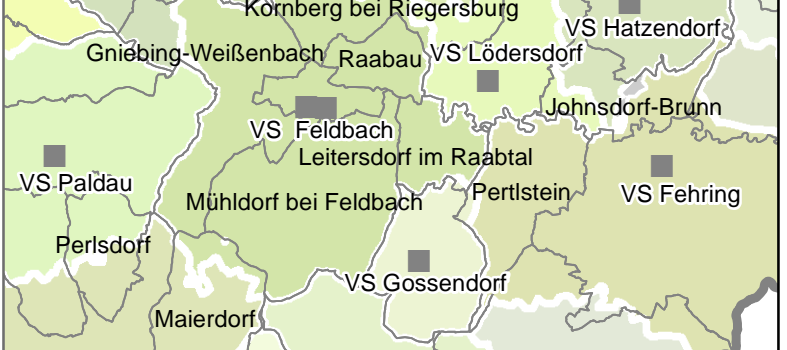 Kornberg bei Riegersburg
VS Hatzendorf
Gniebing-Weißenbach
Raabau
VS Lödersdorf
Johnsdorf-Brunn
VS  Feldbach
Leitersdorf im Raabtal
VS Paldau
Mühldorf bei Feldbach
Pertlstein
VS Fehring
Perlsdorf
VS Gossendorf
Maierdorf